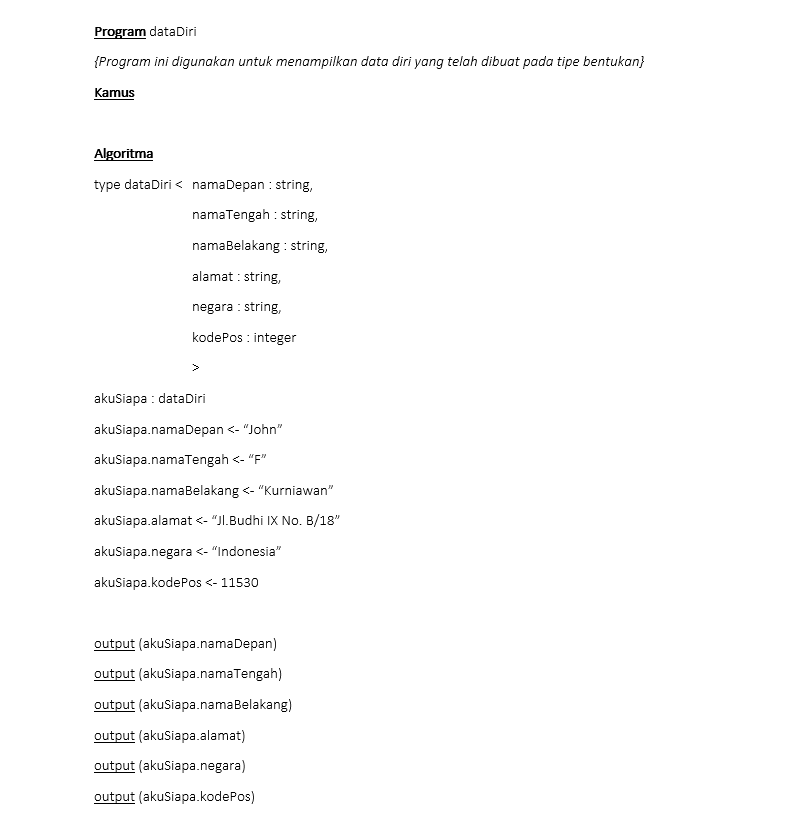 Program dataDiri
{Program ini digunakan untuk menampilkan data diri yang telah dibuat pada tipe bentukan}
Kamus
Algoritma
type dataDiri < namaDepan : string,
namaTengah : string,
namaBelakang : string,
alamat : string,
negara : string,
kodePos : integer
>
akuSiapa : dataDiri
akuSiapa.namaDepan <- “John”
akuSiapa.namaTengah <- “F”
akuSiapa.namaBelakang <- “Kurniawan”
akuSiapa.alamat <- “Jl.Budhi IX No. B/18”
akuSiapa.negara <- “Indonesia”
akuSiapa.kodePos <- 11530
output (akuSiapa.namaDepan)
output (akuSiapa.namaTengah)
output (akuSiapa.namaBelakang)
output (akuSiapa.alamat)
output (akuSiapa.negara)
output (akuSiapa.kodePos)